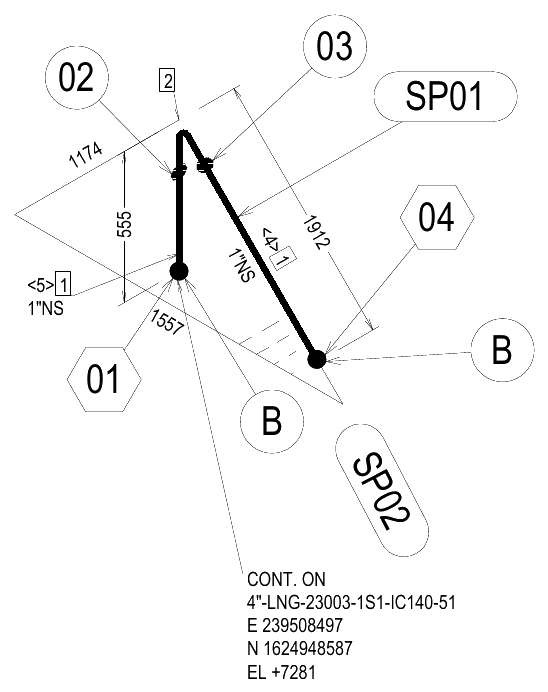 03
02
2
SP01
1174
555
1912
04
<4> 1
1"NS
<5> 1
1"NS
1557
01
B
B
SP02
CONT. ON
4"-LNG-23003-1S1-IC140-51
E 239508497
N 1624948587
EL +7281